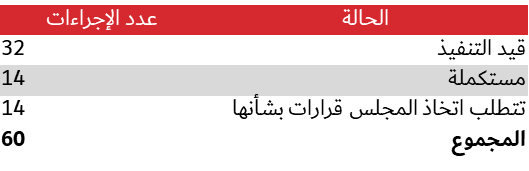 الحالة عدد الإجراءات
قيد التنفيذ 32
مستكملة 14
تتطلب اتخاذ المجلس قرارات بشأنها 14
المجموع 60